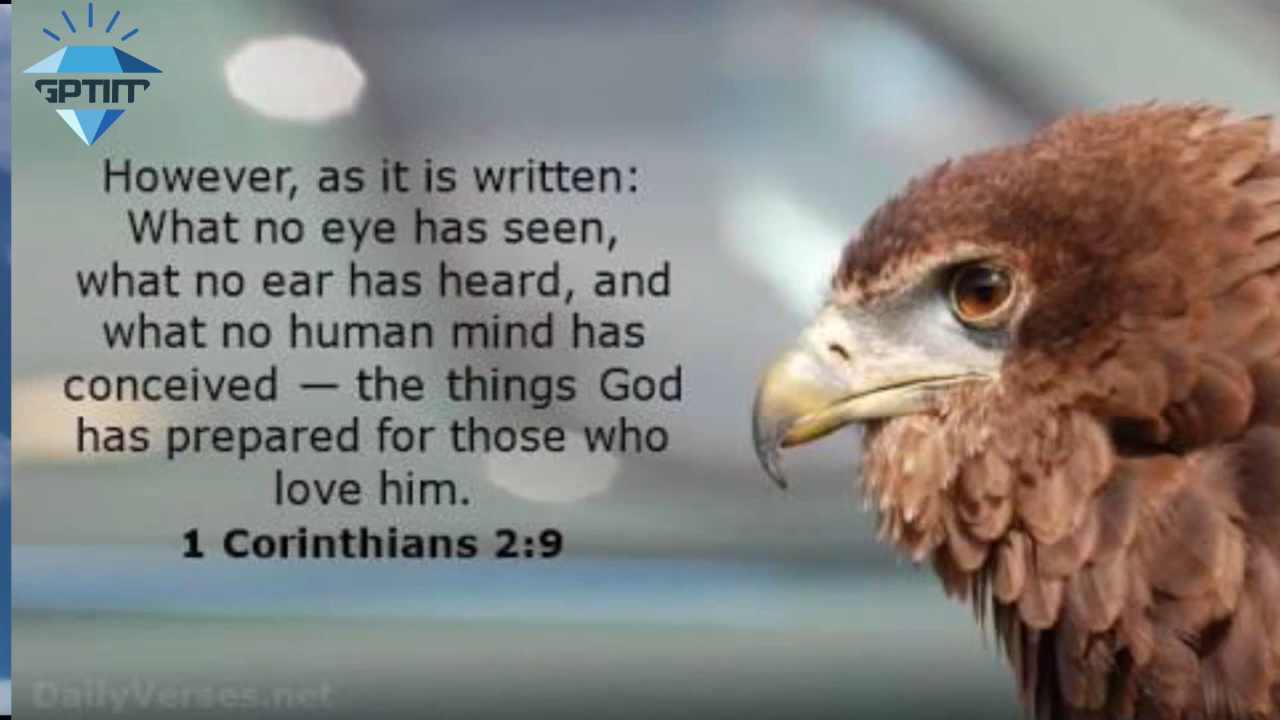 GPTIM
However, as it is written:
What no eye has seen,
what no ear has heard, and
what no human mind has
conceived — the things God
has prepared for those who
love him.
1 Corinthians 2:9
DailyVerses.net